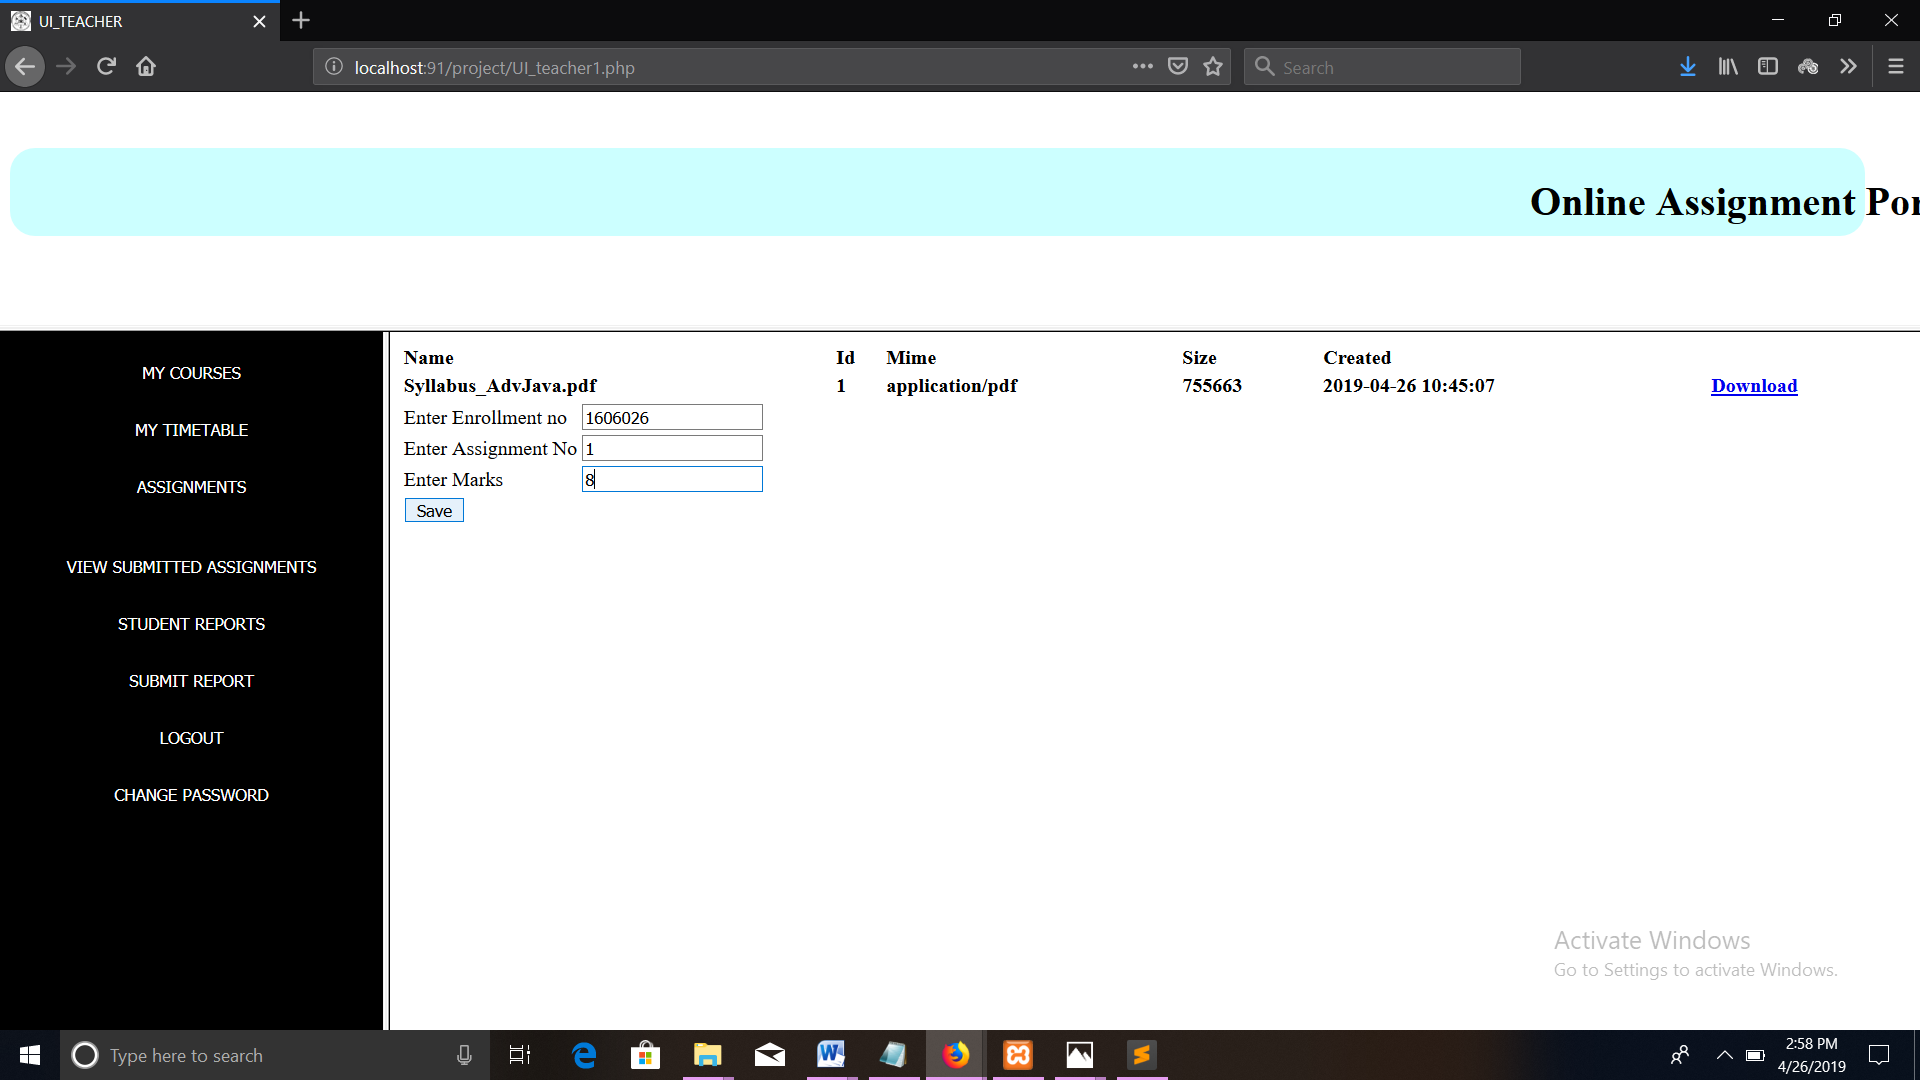 UI_TEACHER
localhost:91/project/UI_teacher1.php
Search
Online Assignment Por
MY COURSES
MY TIMETABLE
ASSIGNMENTS
VIEW SUBMITTED ASSIGNMENTS
STUDENT REPORTS
SUBMIT REPORT
LOGOUT
CHANGE PASSWORD
Name Id Mime Size Created
Syllabus_AdvJava.pdf 1 application/pdf 755663 2019-04-26 10:45:07 Download
Enter Enrollment no 1606026
Enter Assignment No 1
Enter Marks 8
Save
Activate Windows
Go to Settings to activate Windows.
Type here to search
2:58 PM
4/26/2019